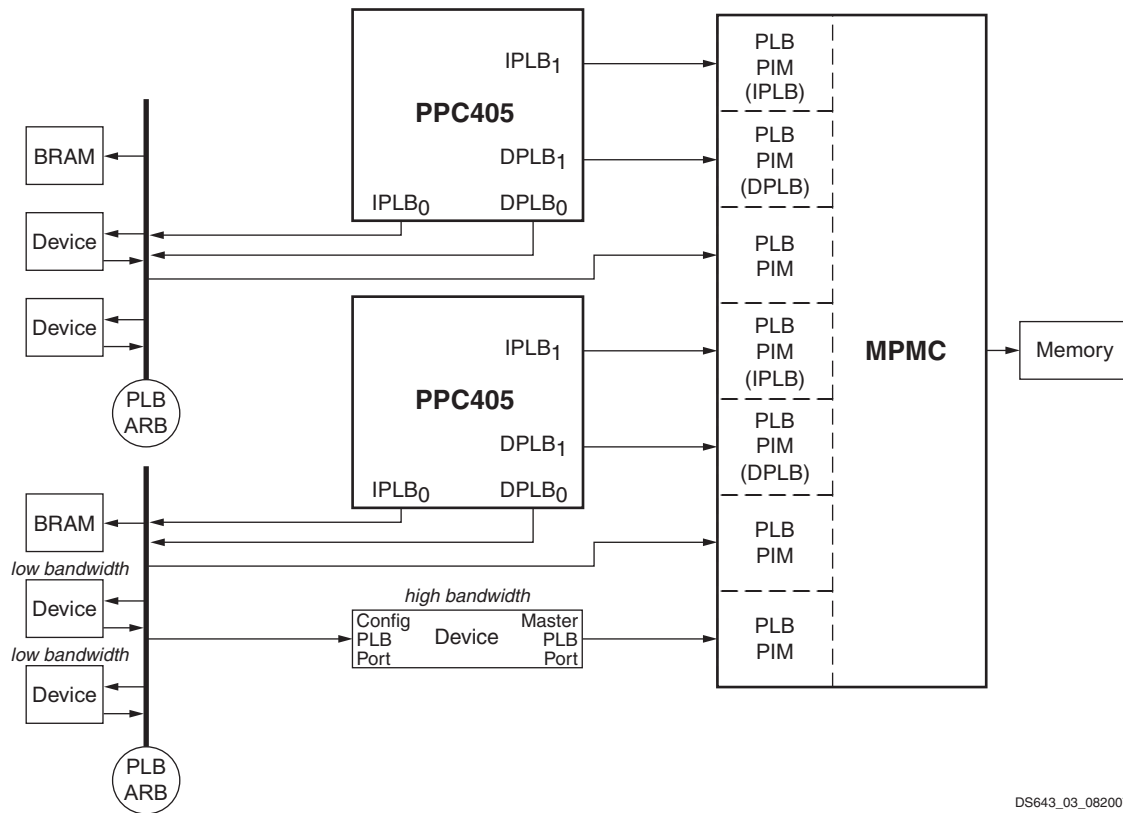 IPLB1
PPC405
DPLB1
IPLB0 DPLB0
BRAM
Device
Device
PLB
ARB
PLB
PIM
(IPLB)
PLB
PIM
(DPLB)
PLB
PIM
PLB
PIM
(IPLB)
PLB
PIM
(DPLB)
PLB
PIM
PLB
PIM
MPMC
Memory
IPLB1
PPC405
DPLB1
IPLB0 DPLB0
BRAM
low bandwidth
Device
low bandwidth
Device
PLB
ARB
high bandwidth
Config
PLB
Port
Device
Master
PLB
Port
DS643_03_08200